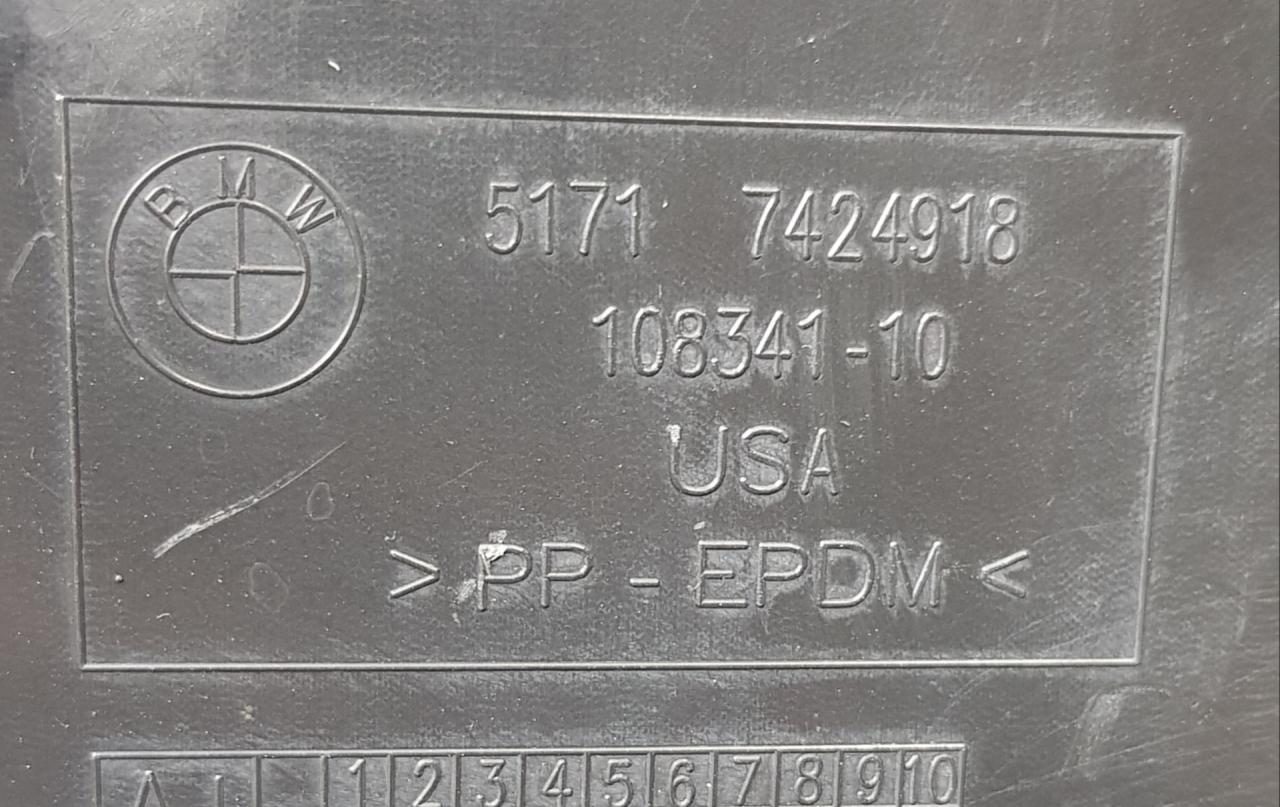 BMW
5171 7424918
108341-10
USA
> PP - EPDM <
1 2 3 4 5 6 7 8 9 10